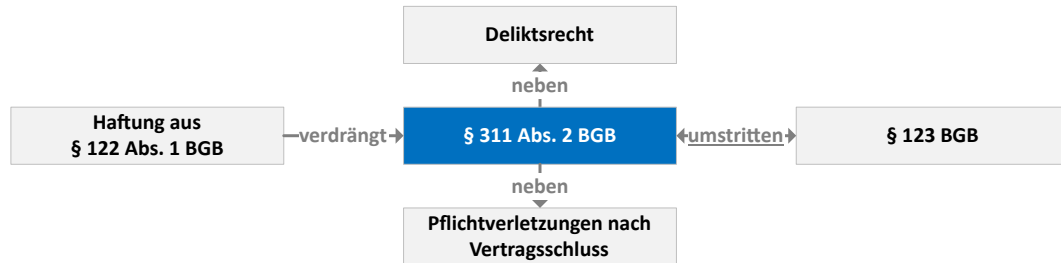 Deliktsrecht
neben
Haftung aus
§ 122 Abs. 1 BGB
verdrängt
§ 311 Abs. 2 BGB
umstritten
§ 123 BGB
neben
Pflichtverletzungen nach
Vertragsschluss